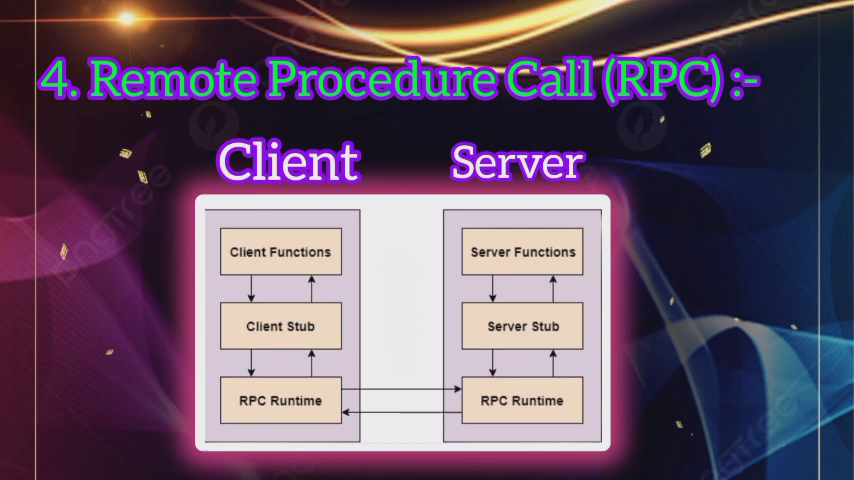 4. Remote Procedure Call (RPC) :-
Client
Server
Client Functions
Client Stub
RPC Runtime
Server Functions
Server Stub
RPC Runtime